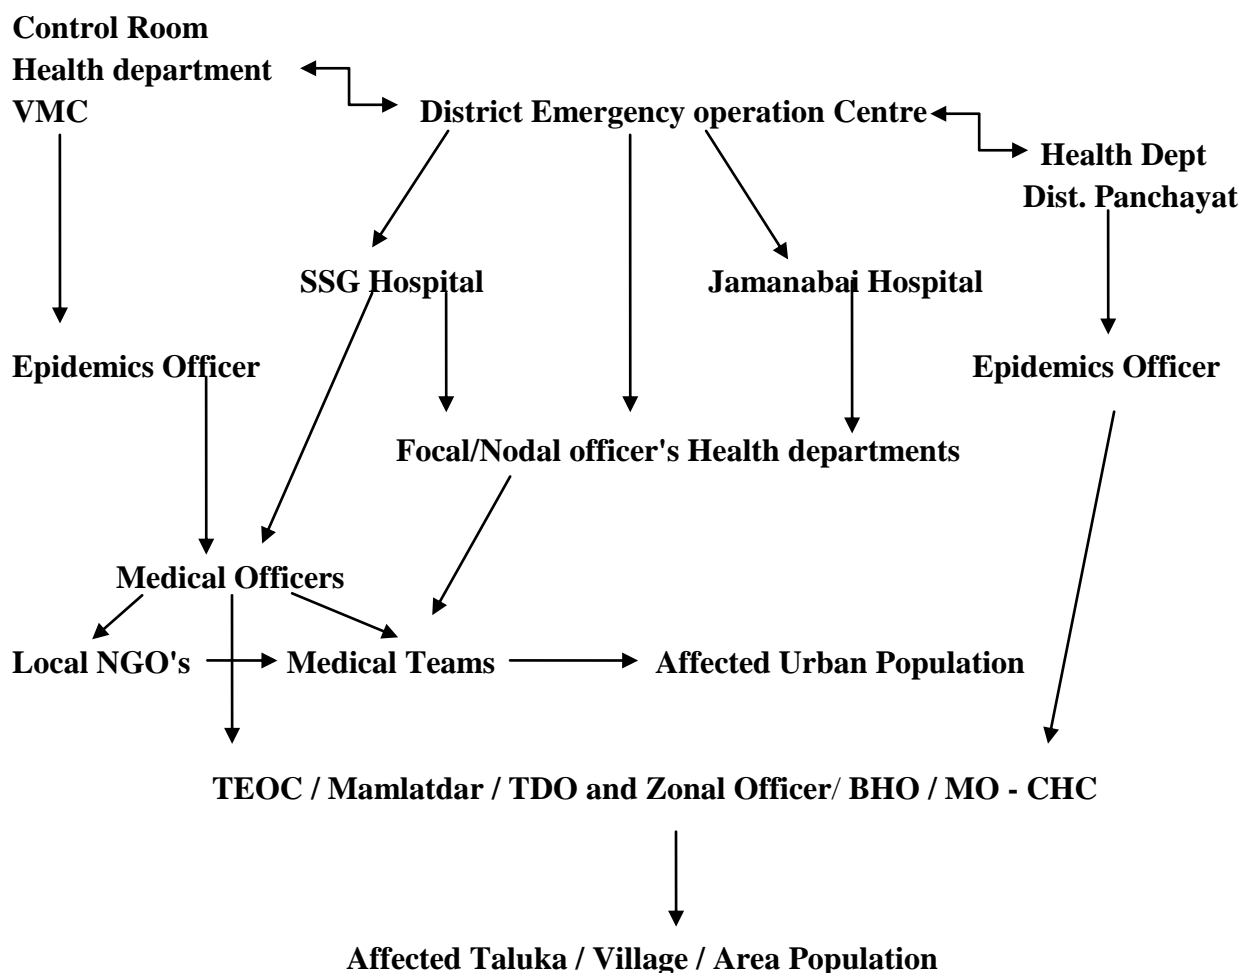 Control Room
Health department
VMC
District Emergency operation Centre
Health Dept
Dist. Panchayat
SSG Hospital
Jamanabai Hospital
Epidemics Officer
Epidemics Officer
Focal/Nodal officer's Health departments
Medical Officers
Local NGO's
Medical Teams
Affected Urban Population
TEOC / Mamlatdar / TDO and Zonal Officer/ BHO / MO - CHC
Affected Taluka / Village / Area Population